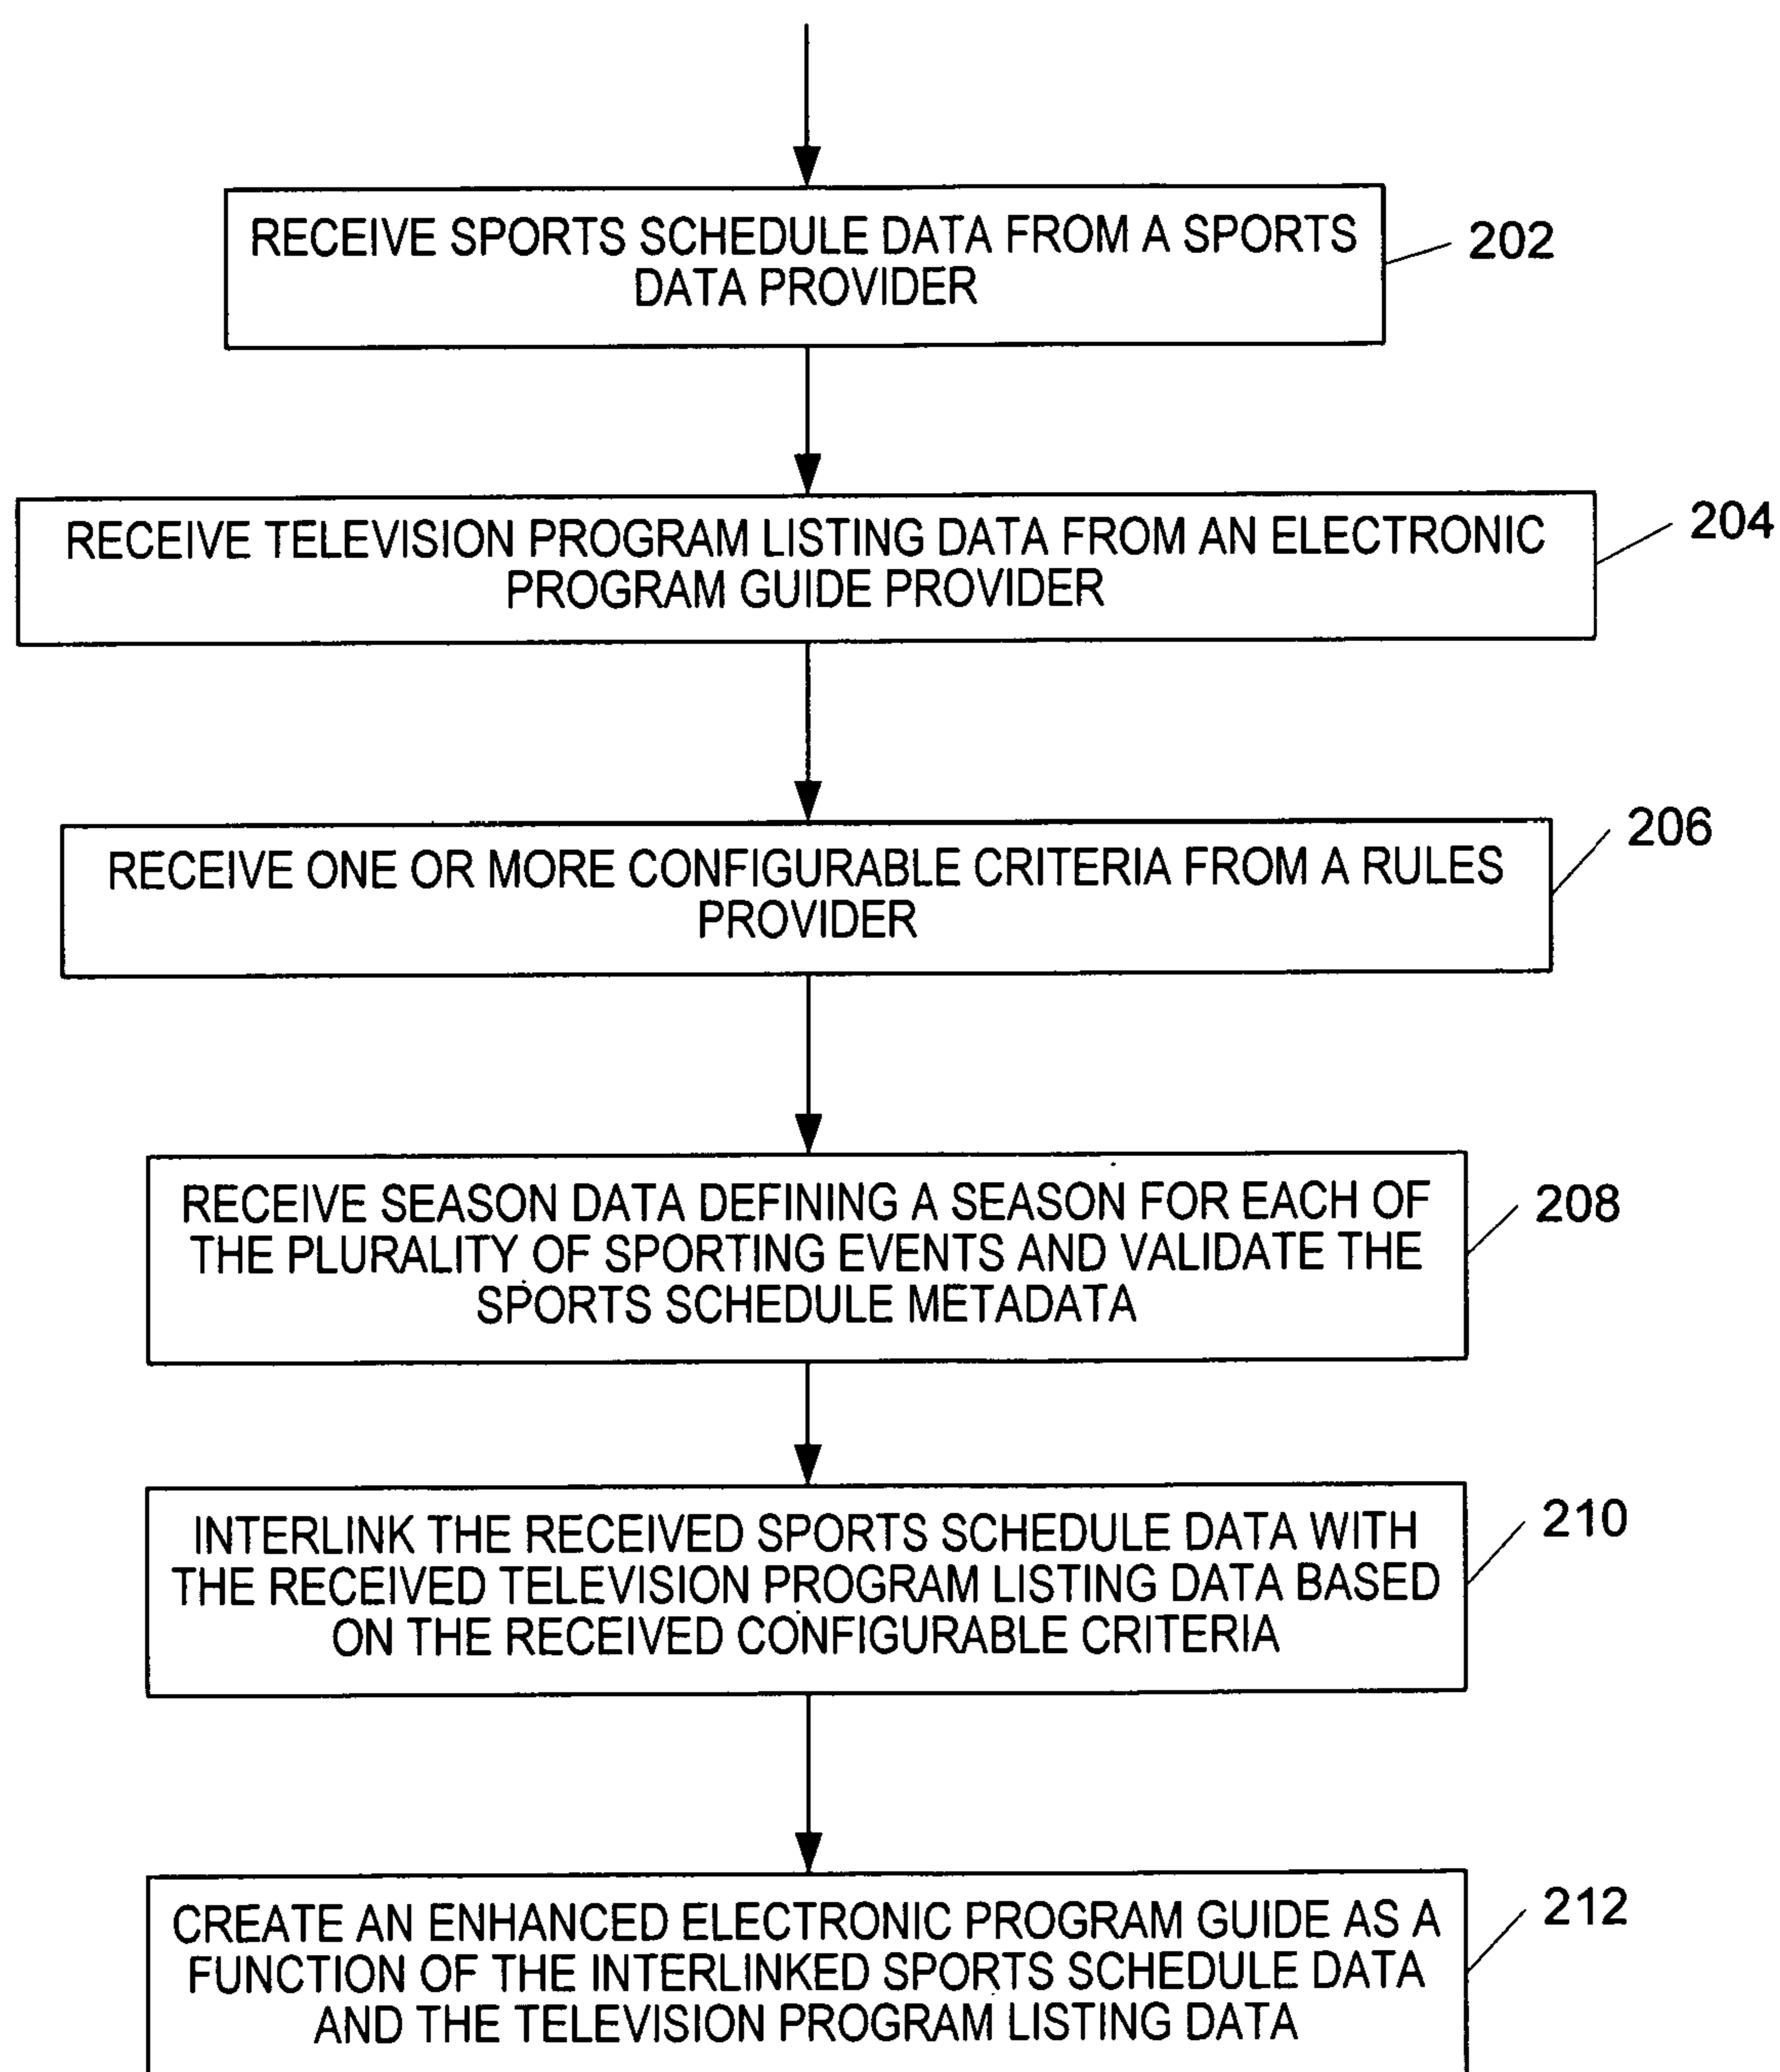 RECEIVE SPORTS SCHEDULE DATA FROM A SPORTS
DATA PROVIDER
202
RECEIVE TELEVISION PROGRAM LISTING DATA FROM AN ELECTRONIC
PROGRAM GUIDE PROVIDER
204
RECEIVE ONE OR MORE CONFIGURABLE CRITERIA FROM A RULES
PROVIDER
206
RECEIVE SEASON DATA DEFINING A SEASON FOR EACH OF
THE PLURALITY OF SPORTING EVENTS AND VALIDATE THE
SPORTS SCHEDULE METADATA
208
INTERLINK THE RECEIVED SPORTS SCHEDULE DATA WITH
THE RECEIVED TELEVISION PROGRAM LISTING DATA BASED
ON THE RECEIVED CONFIGURABLE CRITERIA
210
CREATE AN ENHANCED ELECTRONIC PROGRAM GUIDE AS A
FUNCTION OF THE INTERLINKED SPORTS SCHEDULE DATA
AND THE TELEVISION PROGRAM LISTING DATA
212